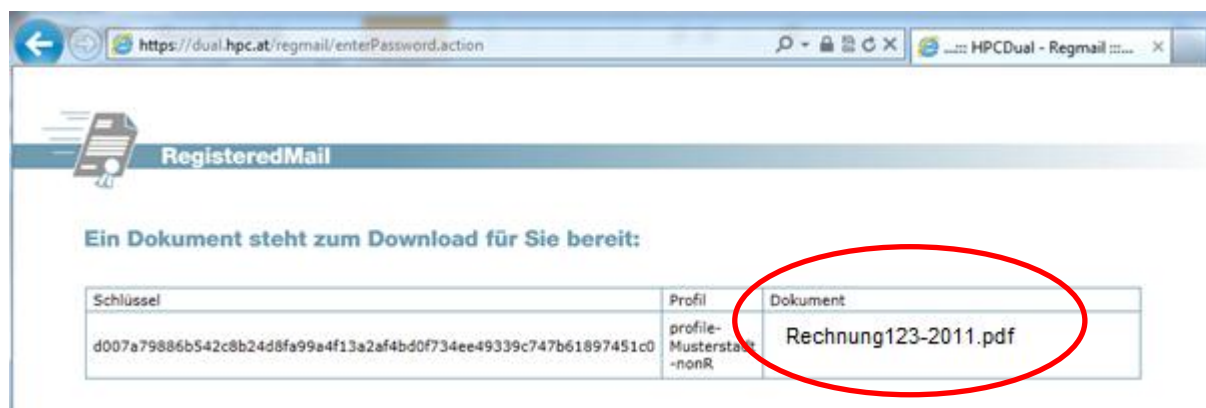 https://dual.hpc.at/regmail/enterPassword.action
...::: HPCDual - Regmail :::...
RegisteredMail
Ein Dokument steht zum Download für Sie bereit:
Schlüssel Profil Dokument
d007a79886b542c8b24d8fa99a4f13a2af4bd0f734ee49339c747b61897451c0 profile-
Musterstadt
-nonR Rechnung123-2011.pdf